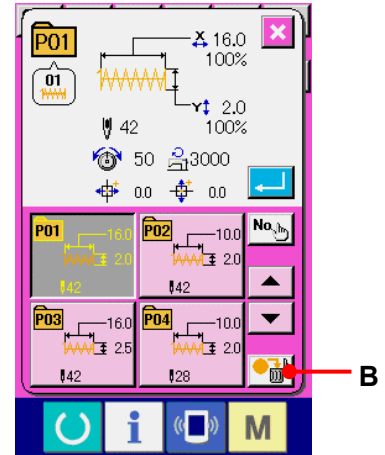 P01
X 16.0
100%
01
Y 2.0
42 100%
50 3000
0.0 0.0
P01 16.0 2.0 42
P02 10.0 2.0 42
No.
P03 16.0 2.5 42
P04 10.0 2.0 28
B
i M